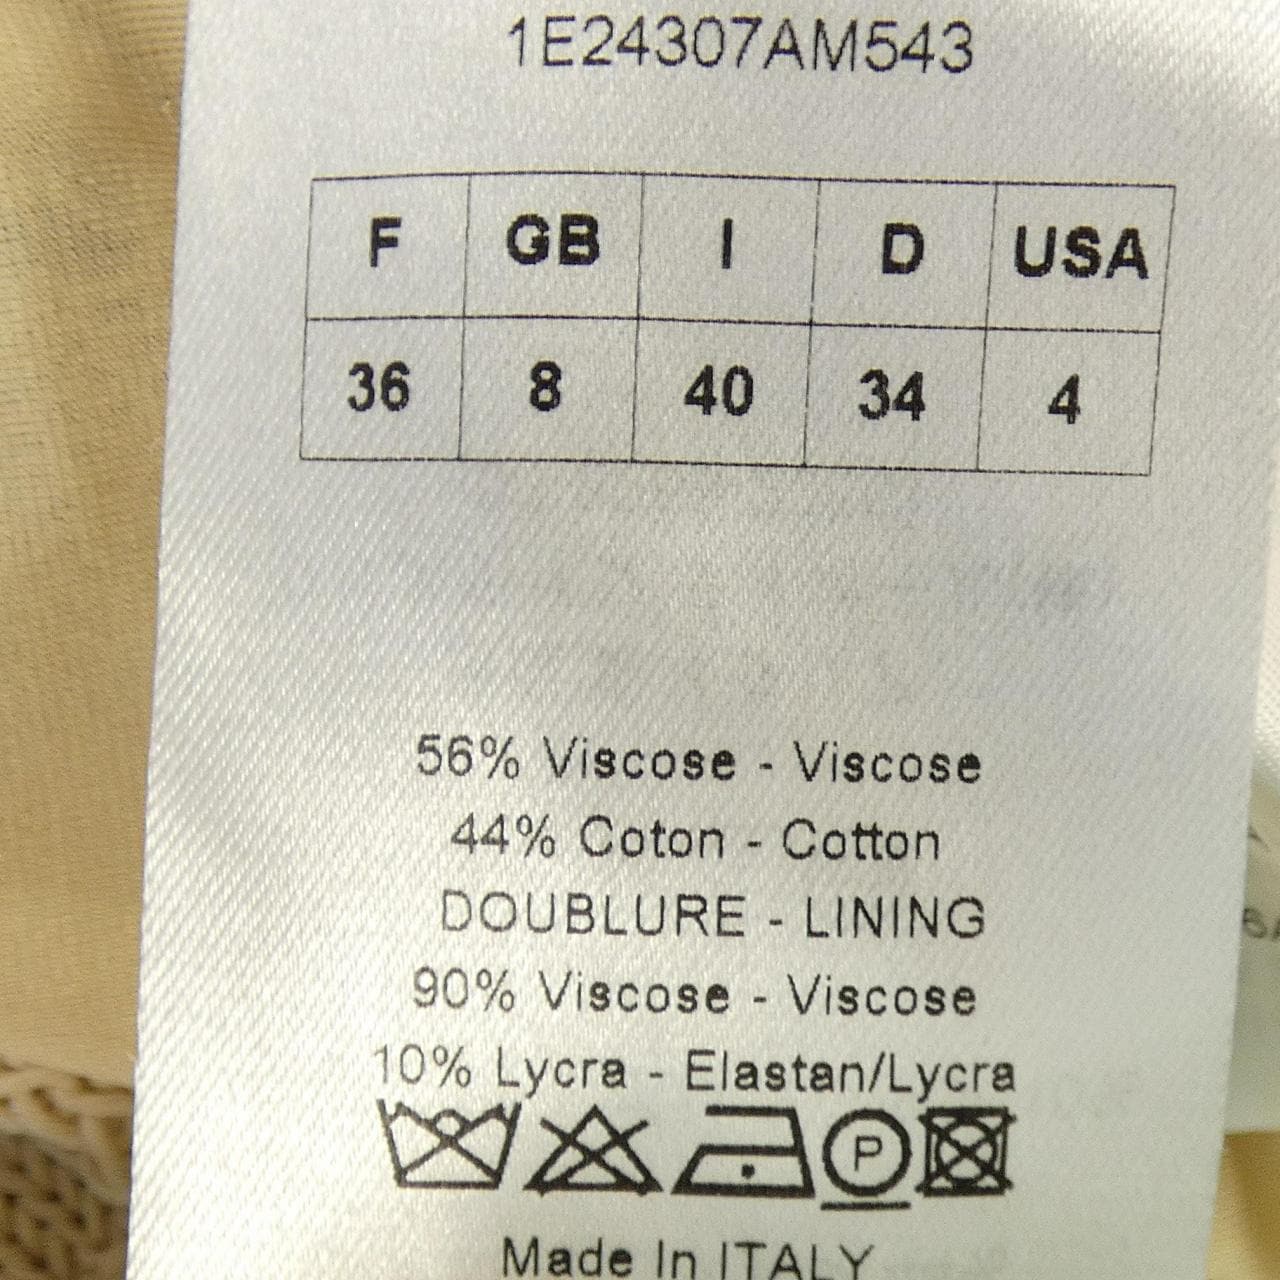 1E24307AM543
F GB I D USA
36 8 40 34 4
56% Viscose - Viscose
44% Coton - Cotton
DOUBLURE - LINING
90% Viscose - Viscose
10% Lycra - Elastan/Lycra
P
Made In ITALY